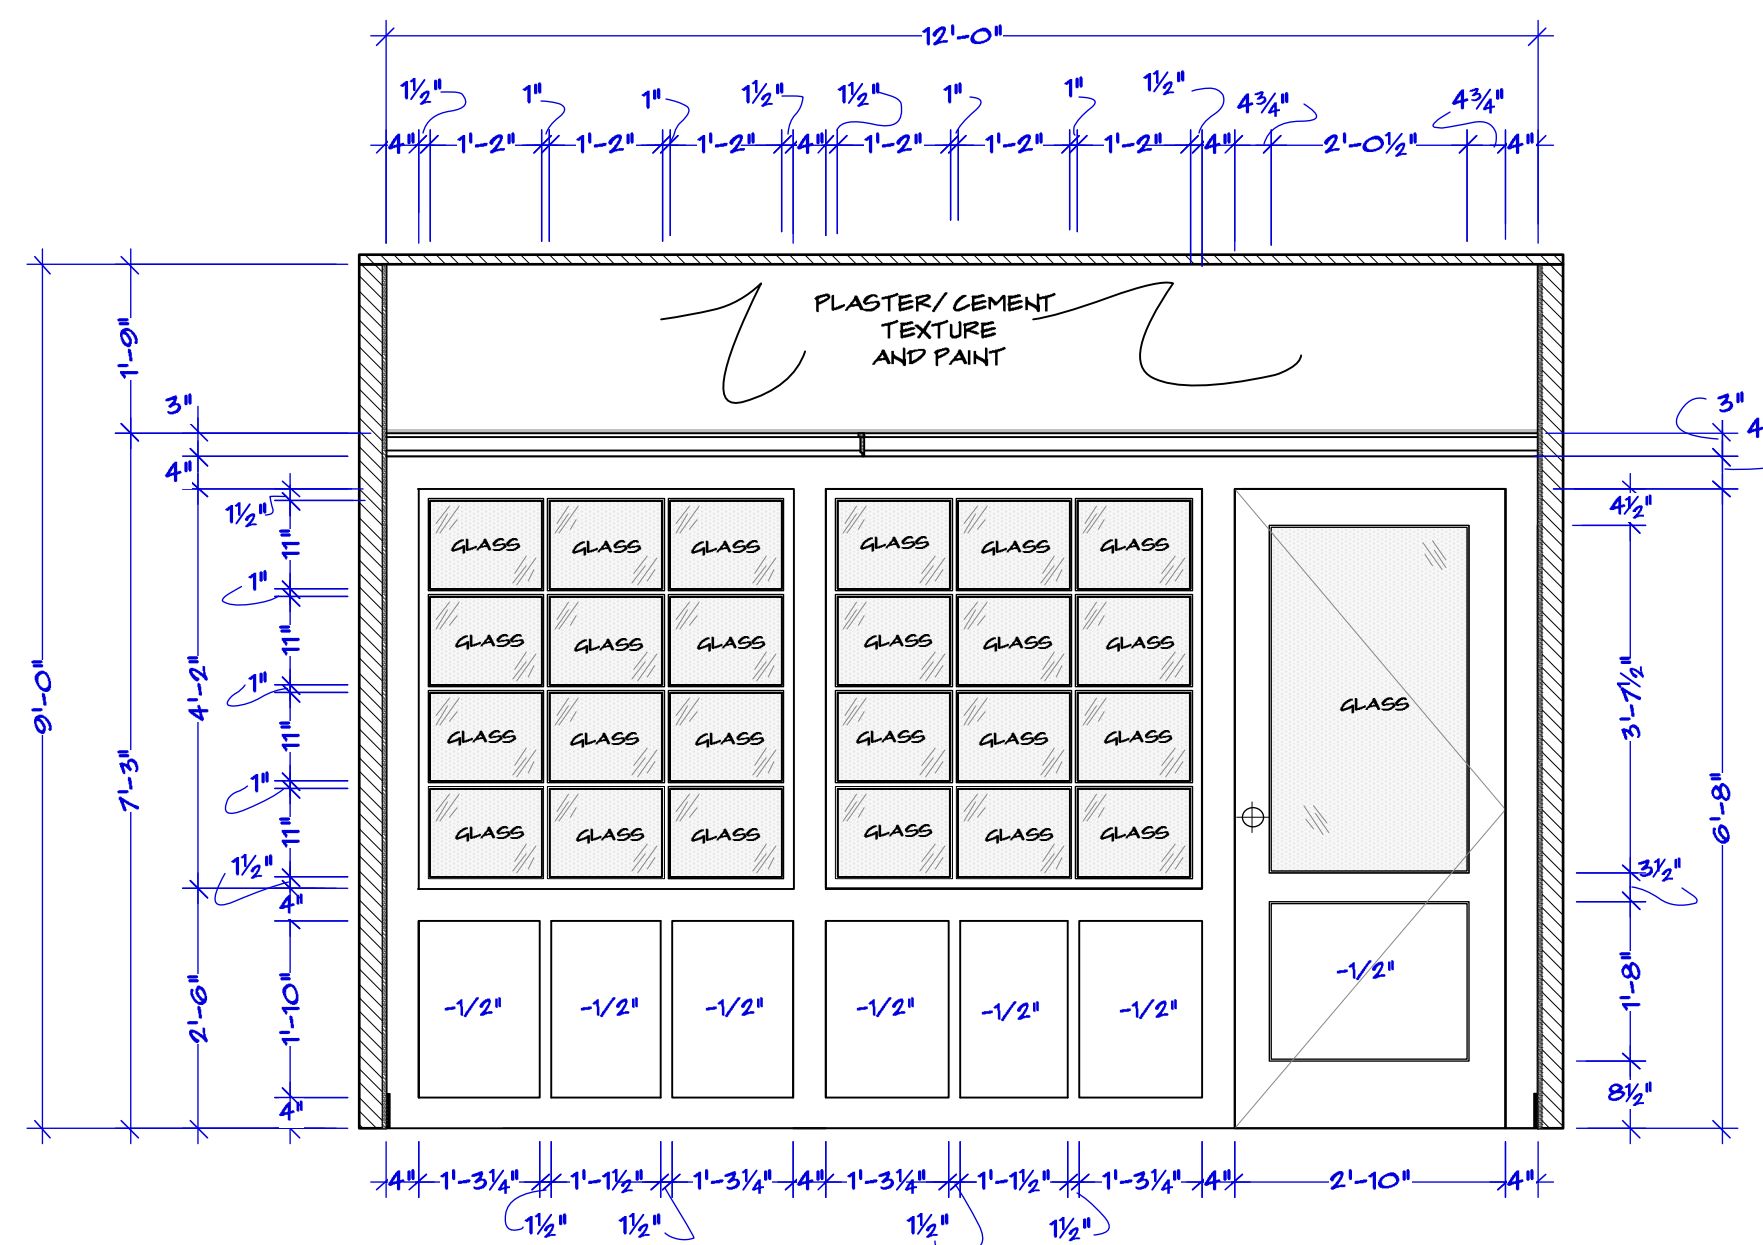 12'-0"
1½" 1" 1" 1½" 1½" 1" 1" 1½" 4¾" 4¾"
4" 1'-2" 1'-2" 1'-2" 4" 1'-2" 1'-2" 1'-2" 4" 2'-0½" 4"
PLASTER/ CEMENT
TEXTURE
AND PAINT
1'-9"
3"
3"
4
4"
1½"
4½"
11"
GLASS GLASS GLASS GLASS GLASS GLASS
1"
11"
GLASS GLASS GLASS GLASS GLASS GLASS
9'-0"
4'-2"
1"
3'-7½"
GLASS
11"
GLASS GLASS GLASS GLASS GLASS GLASS
7'-3"
1"
6'-8"
11"
GLASS GLASS GLASS GLASS GLASS GLASS
1½"
3½"
4"
-1/2"
1'-8"
2'-6"
1'-10"
-1/2" -1/2" -1/2" -1/2" -1/2" -1/2"
8½"
4"
4" 1'-3¼" 1'-1½" 1'-3¼" 4" 1'-3¼" 1'-1½" 1'-3¼" 4" 2'-10" 4"
1½" 1½" 1½" 1½"